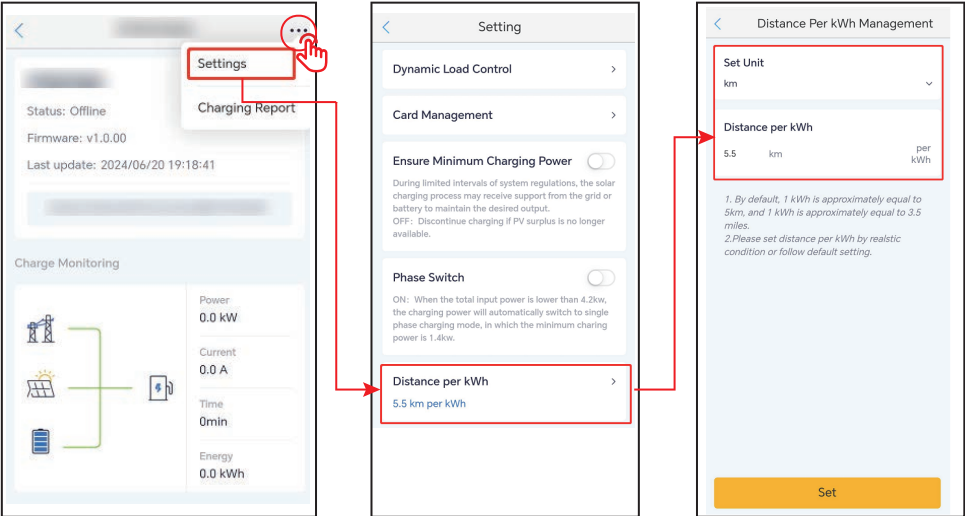 Settings
Charging Report
Status: Offline
Firmware: v1.0.00
Last update: 2024/06/20 19:18:41
Charge Monitoring
Power
0.0 kW
Current
0.0 A
Time
0min
Energy
0.0 kWh
Setting
Dynamic Load Control
Card Management
Ensure Minimum Charging Power
During limited intervals of system regulations, the solar
charging process may receive support from the grid or
battery to maintain the desired output.
OFF: Discontinue charging if PV surplus is no longer
available.
Phase Switch
ON: When the total input power is lower than 4.2kw,
the charging power will automatically switch to single
phase charging mode, in which the minimum charing
power is 1.4kw.
Distance per kWh
5.5 km per kWh
Distance Per kWh Management
Set Unit
km
Distance per kWh
5.5 km per
kWh
1. By default, 1 kWh is approximately equal to
5km, and 1 kWh is approximately equal to 3.5
miles.
2.Please set distance per kWh by realstic
condition or follow default setting.
Set